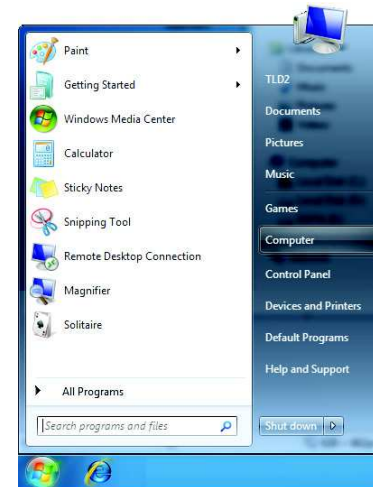 Paint
Getting Started
Windows Media Center
Calculator
Sticky Notes
Snipping Tool
Remote Desktop Connection
Magnifier
Solitaire
All Programs
Search programs and files
TLD2
Documents
Pictures
Music
Games
Computer
Control Panel
Devices and Printers
Default Programs
Help and Support
Shut down